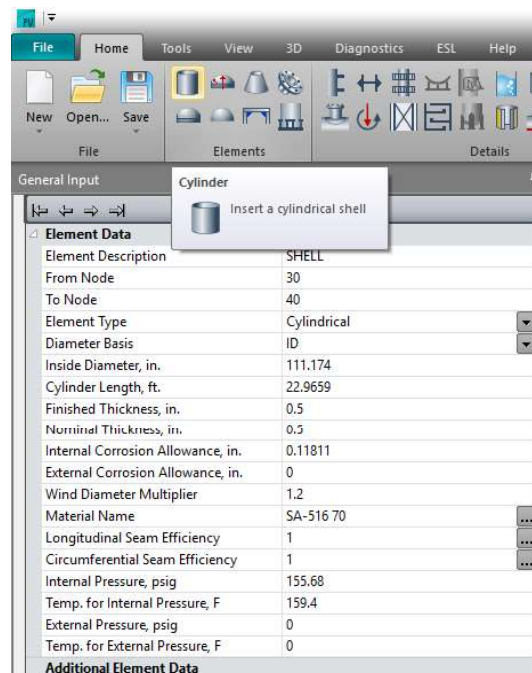 PV
File Home Tools View 3D Diagnostics ESL Help
New Open... Save
File Elements Details
General Input
Cylinder
Insert a cylindrical shell
Element Data
Element Description SHELL
From Node 30
To Node 40
Element Type Cylindrical
Diameter Basis ID
Inside Diameter, in. 111.174
Cylinder Length, ft. 22.9659
Finished Thickness, in. 0.5
Nominal Thickness, in. 0.5
Internal Corrosion Allowance, in. 0.11811
External Corrosion Allowance, in. 0
Wind Diameter Multiplier 1.2
Material Name SA-516 70
Longitudinal Seam Efficiency 1
Circumferential Seam Efficiency 1
Internal Pressure, psig 155.68
Temp. for Internal Pressure, F 159.4
External Pressure, psig 0
Temp. for External Pressure, F 0
Additional Element Data